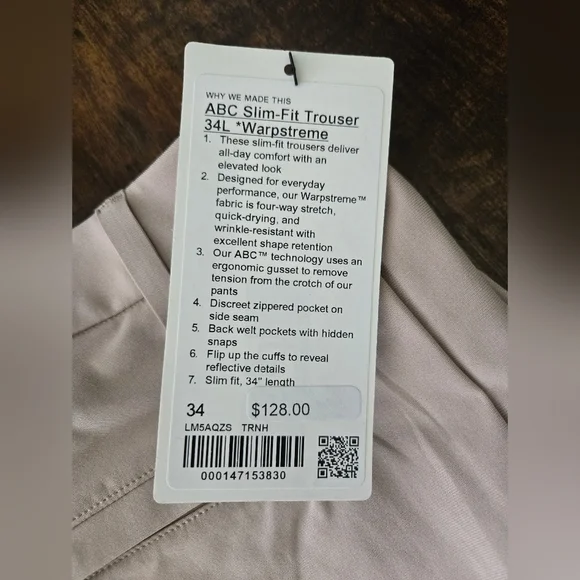 WHY WE MADE THIS
ABC Slim-Fit Trouser
34L *Warpstreme
1. These slim-fit trousers deliver
all-day comfort with an
elevated look
2. Designed for everyday
performance, our Warpstreme™
fabric is four-way stretch,
quick-drying, and
wrinkle-resistant with
excellent shape retention
3. Our ABC™ technology uses an
ergonomic gusset to remove
tension from the crotch of our
pants
4. Discreet zippered pocket on
side seam
5. Back welt pockets with hidden
snaps
6. Flip up the cuffs to reveal
reflective details
7. Slim fit, 34" length
34 $128.00
LM5AQZS TRNH
000147153830